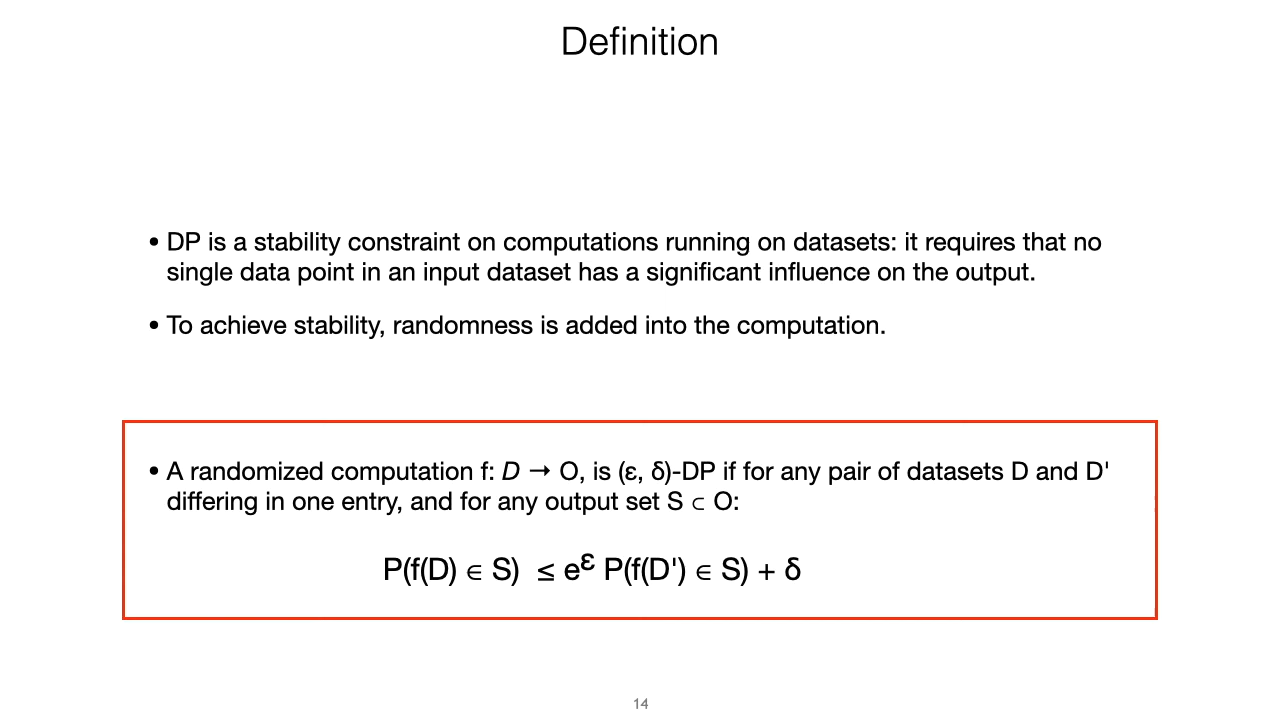 Definition
• DP is a stability constraint on computations running on datasets: it requires that no
single data point in an input dataset has a significant influence on the output.
• To achieve stability, randomness is added into the computation.
• A randomized computation f: D → O, is (ε, δ)-DP if for any pair of datasets D and D'
differing in one entry, and for any output set S ⊂ O:
P(f(D) ∈ S) ≤ e^ε P(f(D') ∈ S) + δ
14